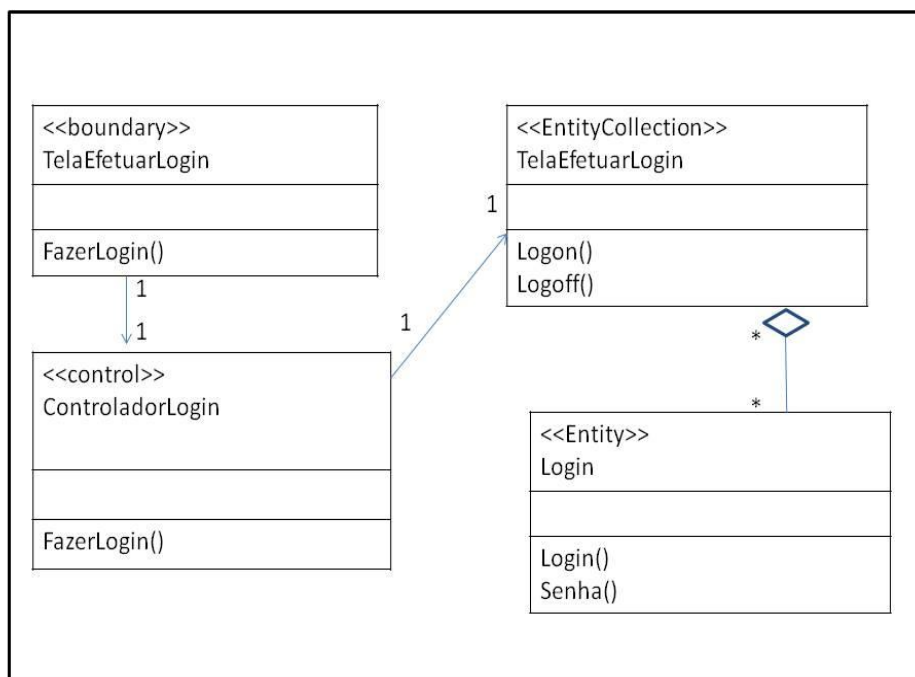 <<boundary>>
TelaEfetuarLogin
FazerLogin()
1
1
<<control>>
ControladorLogin
FazerLogin()
1
1
<<EntityCollection>>
TelaEfetuarLogin
Logon()
Logoff()
*
*
<<Entity>>
Login
Login()
Senha()